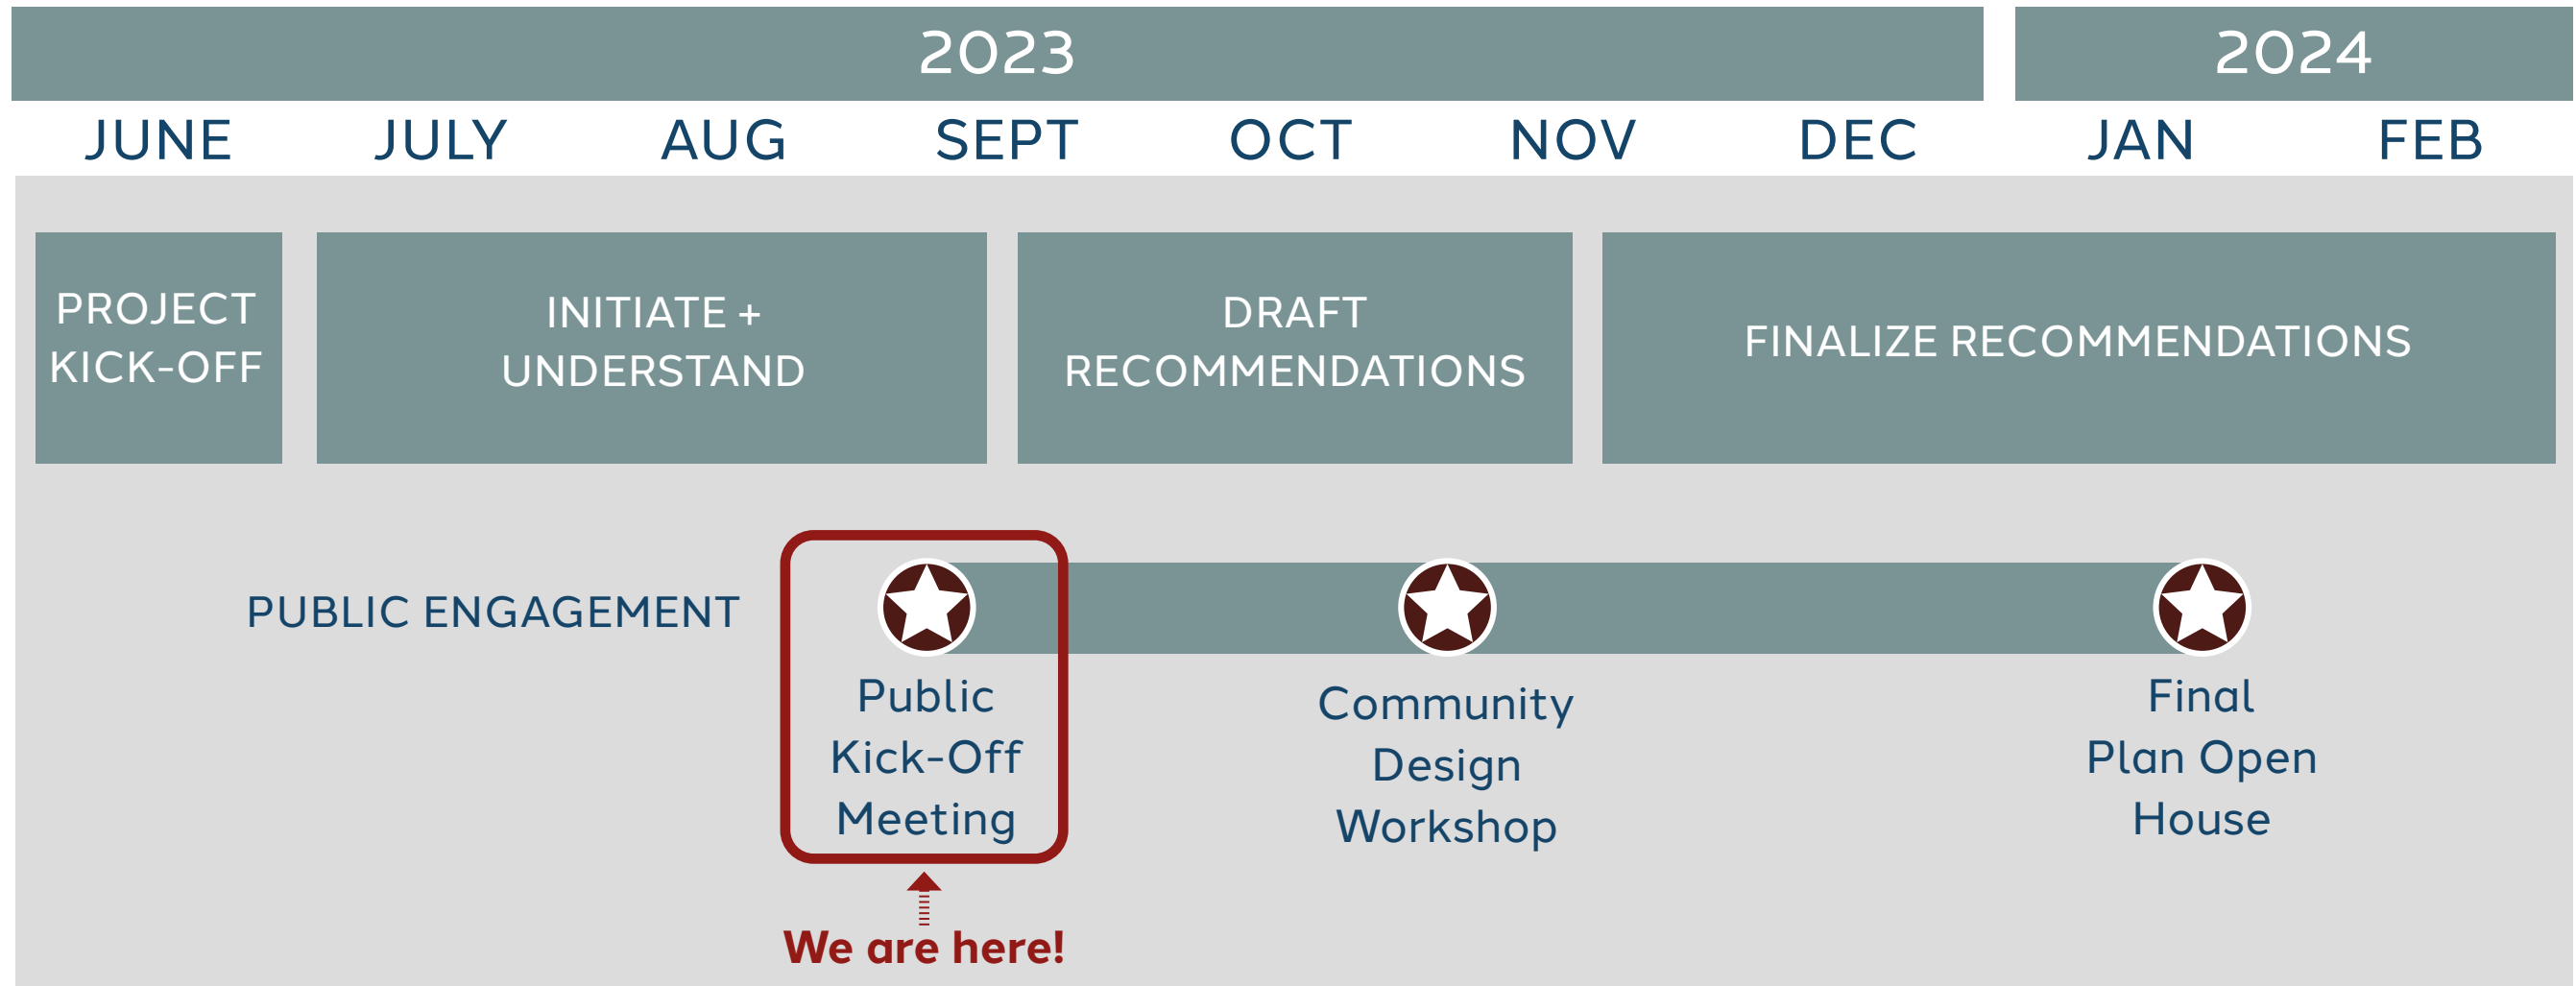 2023
2024
JUNE
JULY
AUG
SEPT
OCT
NOV
DEC
JAN
FEB
PROJECT
KICK-OFF
INITIATE +
UNDERSTAND
DRAFT
RECOMMENDATIONS
FINALIZE RECOMMENDATIONS
PUBLIC ENGAGEMENT
Public
Kick-Off
Meeting
Community
Design
Workshop
Final
Plan Open
House
We are here!